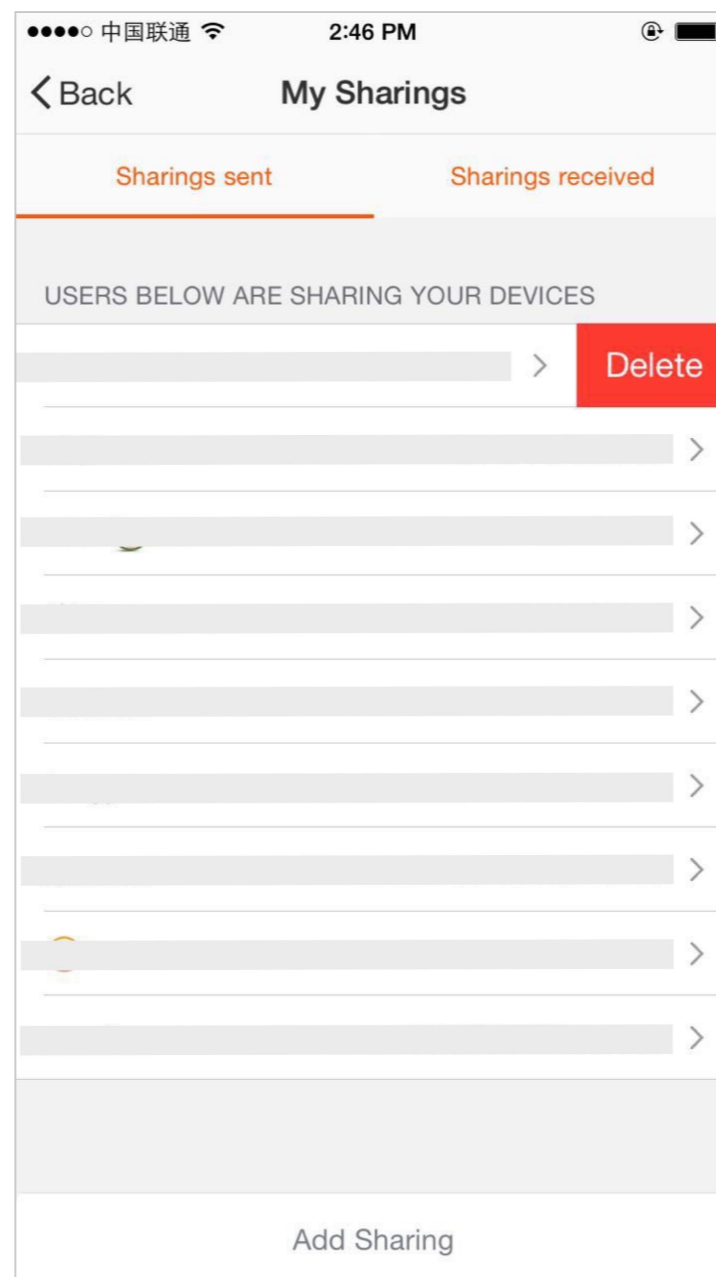 中国联通 2:46 PM
Back My Sharings
Sharings sent Sharings received
USERS BELOW ARE SHARING YOUR DEVICES
Delete
Add Sharing